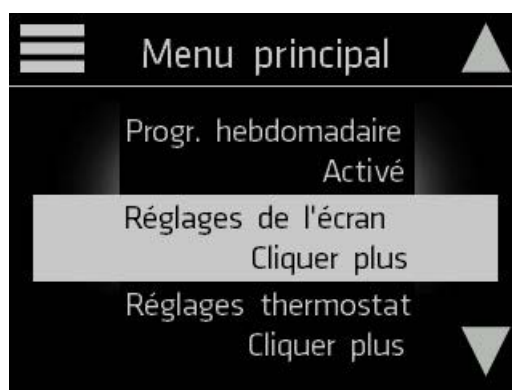 Menu principal
Progr. hebdomadaire
Activé
Réglages de l'écran
Cliquer plus
Réglages thermostat
Cliquer plus